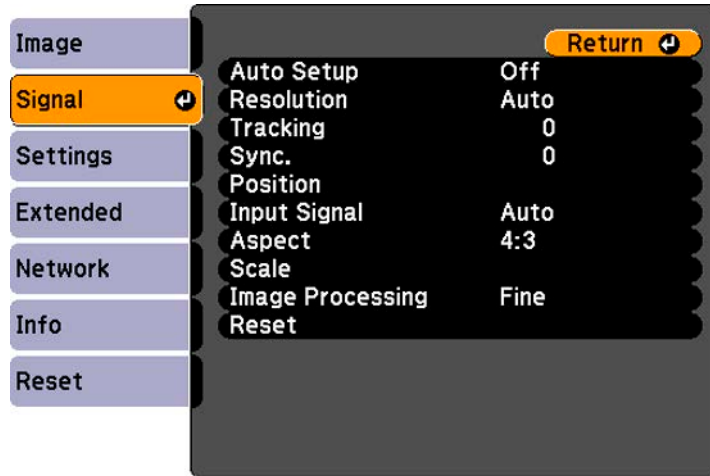 Image
Signal
Settings
Extended
Network
Info
Reset
Return
Auto Setup Off
Resolution Auto
Tracking 0
Sync. 0
Position
Input Signal Auto
Aspect 4:3
Scale
Image Processing Fine
Reset